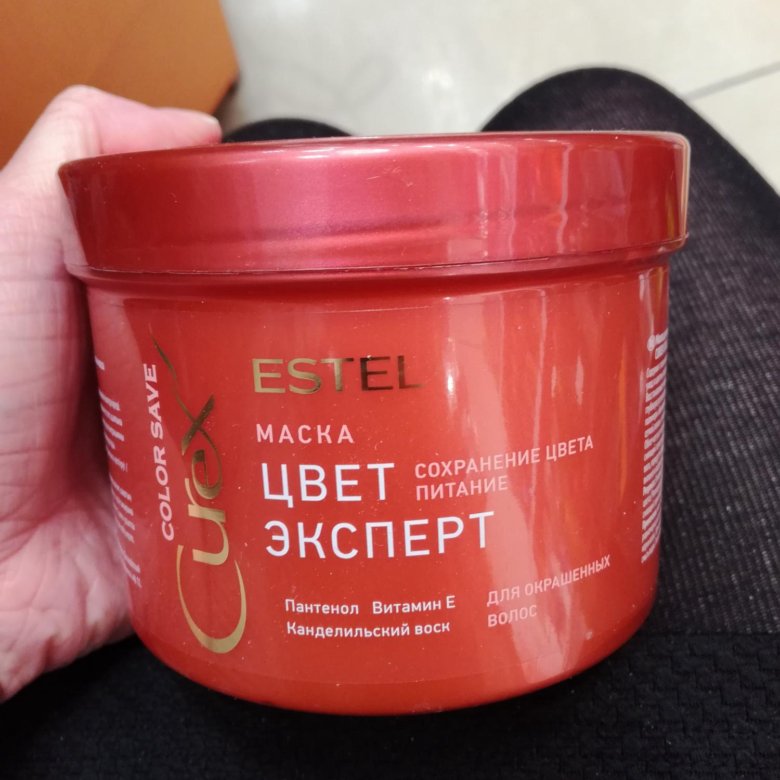 COLOR SAVE
Curex
ESTEL
МАСКА
ЦВЕТ
ЭКСПЕРТ
СОХРАНЕНИЕ ЦВЕТА
ПИТАНИЕ
Пантенол Витамин Е
Канделильский воск
ДЛЯ ОКРАШЕННЫХ
ВОЛОС